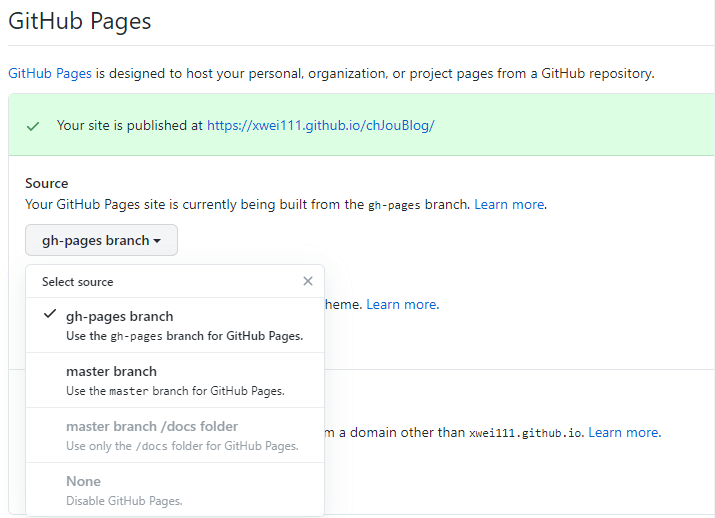 GitHub Pages
GitHub Pages is designed to host your personal, organization, or project pages from a GitHub repository.
Your site is published at https://xwei111.github.io/chJouBlog/
Source
Your GitHub Pages site is currently being built from the gh-pages branch. Learn more.
gh-pages branch
Select source
heme. Learn more.
gh-pages branch
Use the gh-pages branch for GitHub Pages.
master branch
Use the master branch for GitHub Pages.
master branch /docs folder
m a domain other than xwei111.github.io. Learn more.
Use only the /docs folder for GitHub Pages.
None
Disable GitHub Pages.